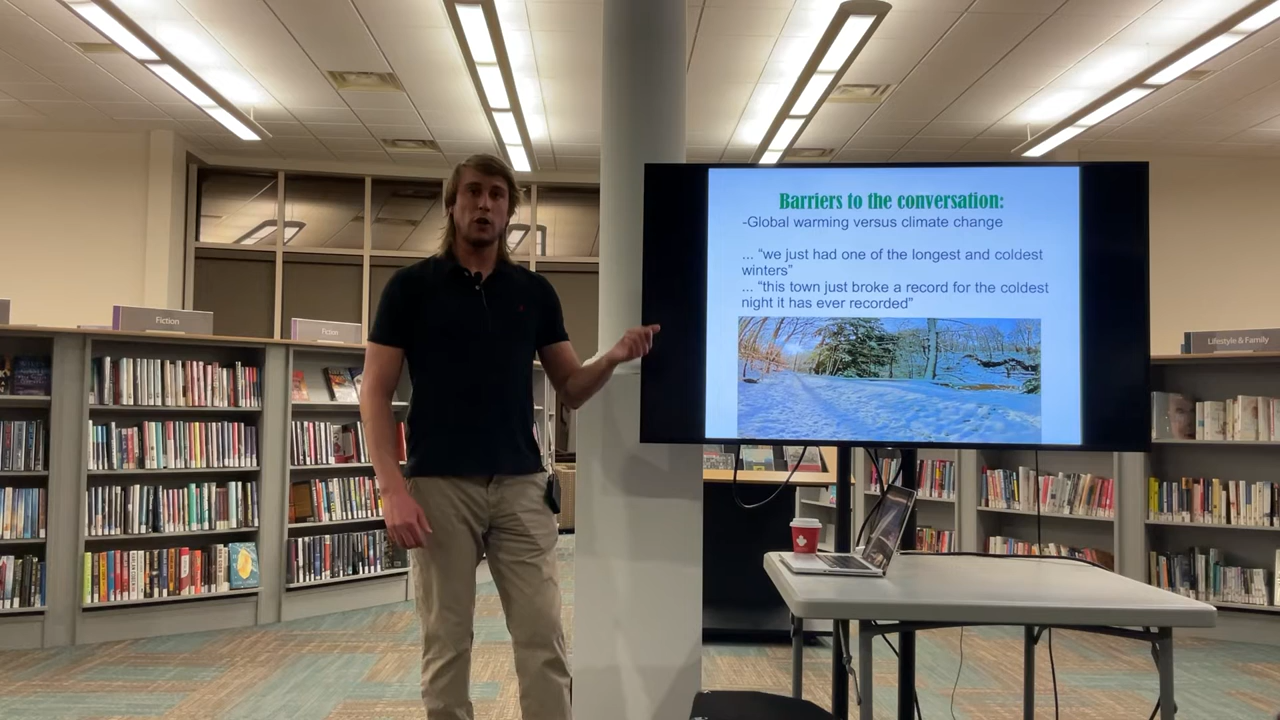 Barriers to the conversation:
-Global warming versus climate change
... “we just had one of the longest and coldest
winters”
... “this town just broke a record for the coldest
night it has ever recorded”
Fiction
Fiction
Lifestyle & Family